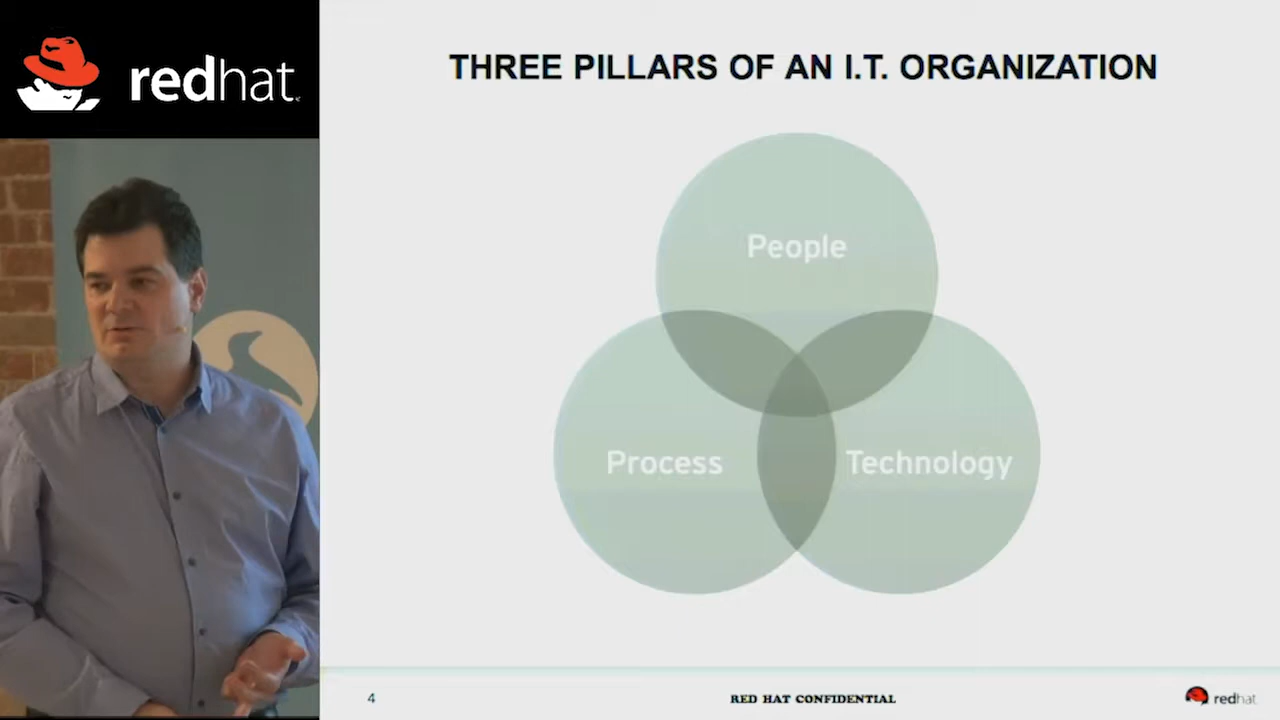 redhat.
THREE PILLARS OF AN I.T. ORGANIZATION
People
Process
Technology
4
RED HAT CONFIDENTIAL
redhat.